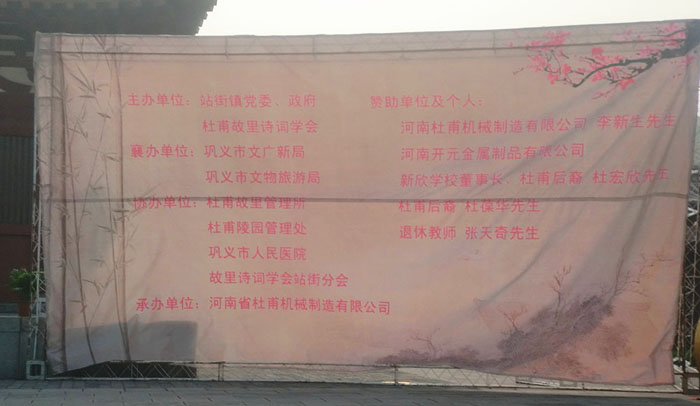 主办单位：站街镇党委、政府
杜甫故里诗词学会
襄办单位：巩义市文广新局
巩义市文物旅游局
协办单位：杜甫故里管理所
杜甫陵园管理处
巩义市人民医院
故里诗词学会站街分会
承办单位：河南省杜甫机械制造有限公司
赞助单位及个人：
河南杜甫机械制造有限公司 李新生先生
河南开元金属制品有限公司
新欣学校董事长、杜甫后裔 杜宏欣先生
杜甫后裔 杜葆华先生
退休教师 张天奇先生